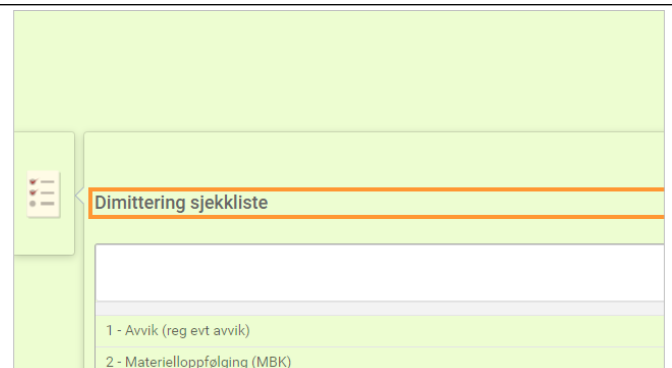 Dimittering sjekkliste
1 - Avvik (reg evt avvik)
2 - Materielloppfølging (MBK)